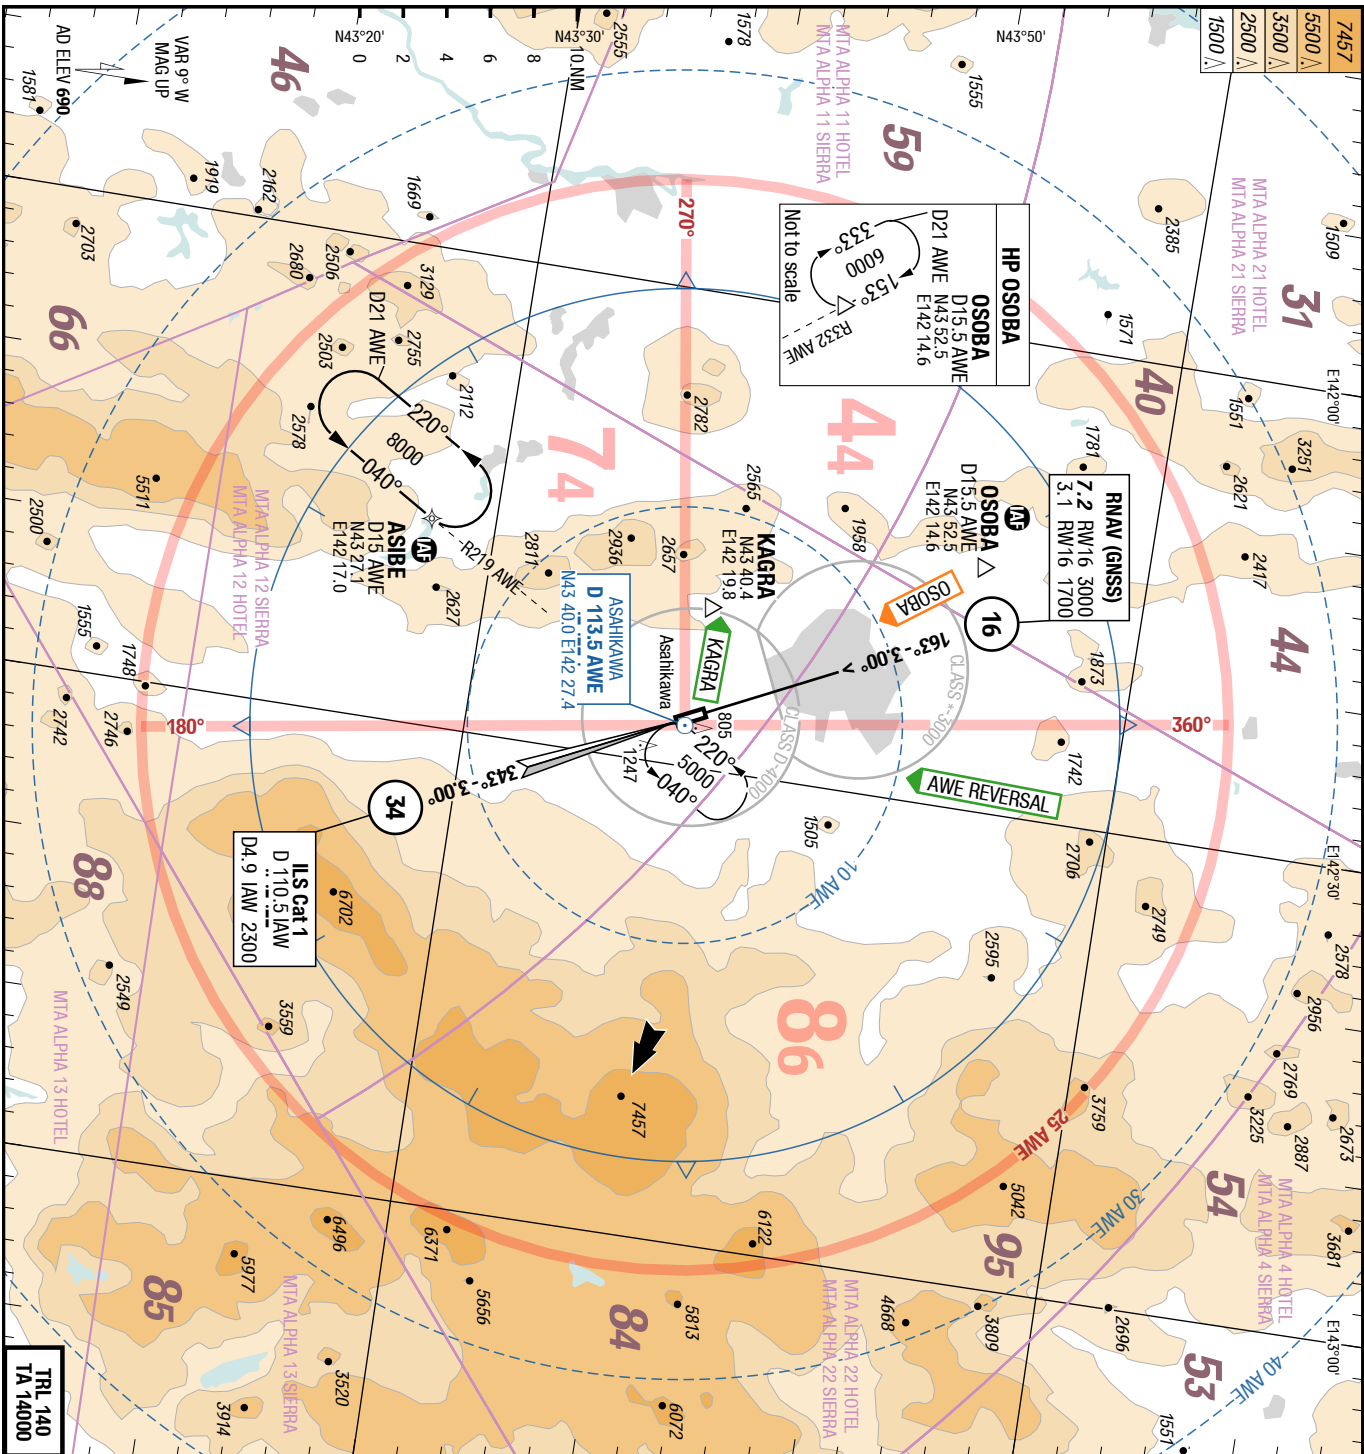 7457
5500
3500
2500
1500
N43°20'
N43°30'
N43°50'
0
2
4
6
8
10 NM
VAR 9° W
MAG UP
AD ELEV 690
1581
46
2555
1578
MTA ALPHA 11 HOTEL
MTA ALPHA 11 SIERRA
1555
59
MTA ALPHA 21 HOTEL
MTA ALPHA 21 SIERRA
1509
31
2385
1571
40
E142°00'
1551
3251
2621
2417
44
1781
1873
1919
2162
1669
2703
2680
2506
3129
2755
2503
2112
2578
66
5511
2500
1555
1748
2742
2746
D21 AWE
220°
8000
040°
IAF
ASIBE
D15 AWE
N43 27.1
E142 17.0
R219 AWE
2627
2817
2936
2657
2565
2782
1958
74
44
270°
HP OSOBA
OSOBA
D15.5 AWE
N43 52.5
E142 14.6
D21 AWE
333°
6000
153°
R332 AWE
Not to scale
IAF
OSOBA
D15.5 AWE
N43 52.5
E142 14.6
RNAV (GNSS)
7.2 RW16 3000
3.1 RW16 1700
16
OSOBA
KAGRA
N43 40.4
E142 19.8
KAGRA
163°-3.00°
CLASS *-3000
CLASS D-4000
ASAHIKAWA
D 113.5 AWE
N43 40.0 E142 27.4
Asahikawa
805
1247
220°
5000
040°
360°
180°
MTA ALPHA 12 SIERRA
MTA ALPHA 12 HOTEL
343°-3.00°
34
ILS Cat 1
D 110.5 IAW
D4.9 IAW 2300
AWE REVERSAL
1742
2706
1505
10 AWE
E142°30'
2749
2595
2578
2956
2769
3225
2887
2673
3681
88
6702
2549
3559
MTA ALPHA 13 HOTEL
86
7457
3759
25 AWE
5042
30 AWE
54
MTA ALPHA 4 HOTEL
MTA ALPHA 4 SIERRA
95
6122
6496
6371
5977
5656
85
MTA ALPHA 13 SIERRA
84
5813
MTA ALPHA 22 HOTEL
MTA ALPHA 22 SIERRA
4668
3809
2696
E143°00'
53
40 AWE
3520
3914
6072
1551
TRL 140
TA 14000